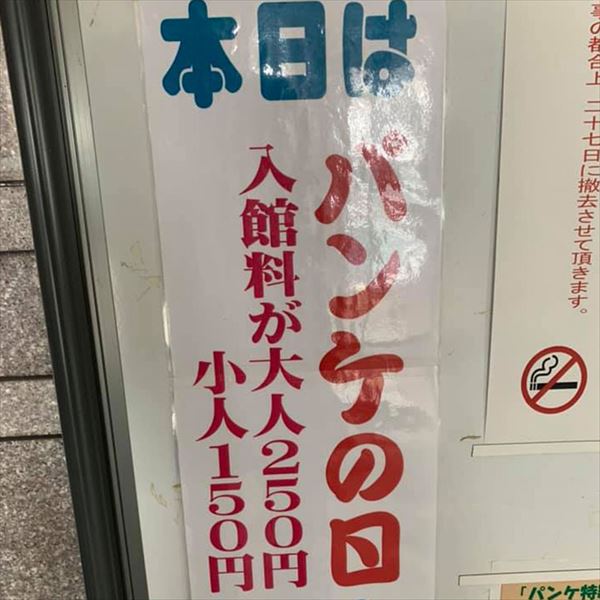 本日は
パンケの日
入館料が大人250円
小人150円
事の都合上 二十七日に撤去させて頂きます。
「パンケ特